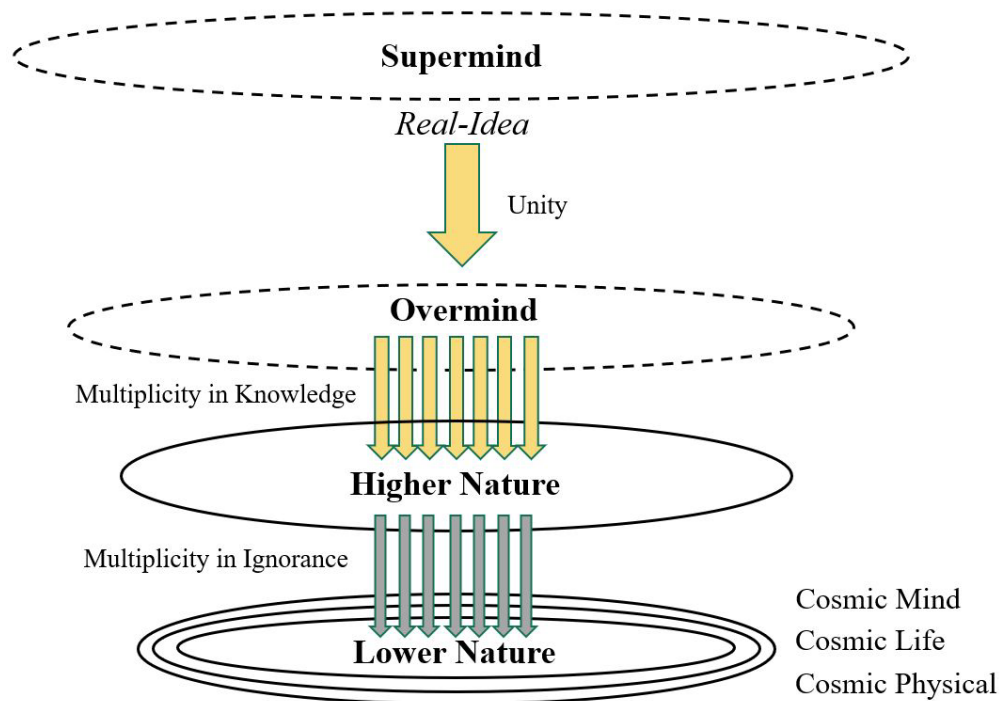 Supermind
Real-Idea
Unity
Overmind
Multiplicity in Knowledge
Higher Nature
Multiplicity in Ignorance
Cosmic Mind
Cosmic Life
Lower Nature
Cosmic Physical